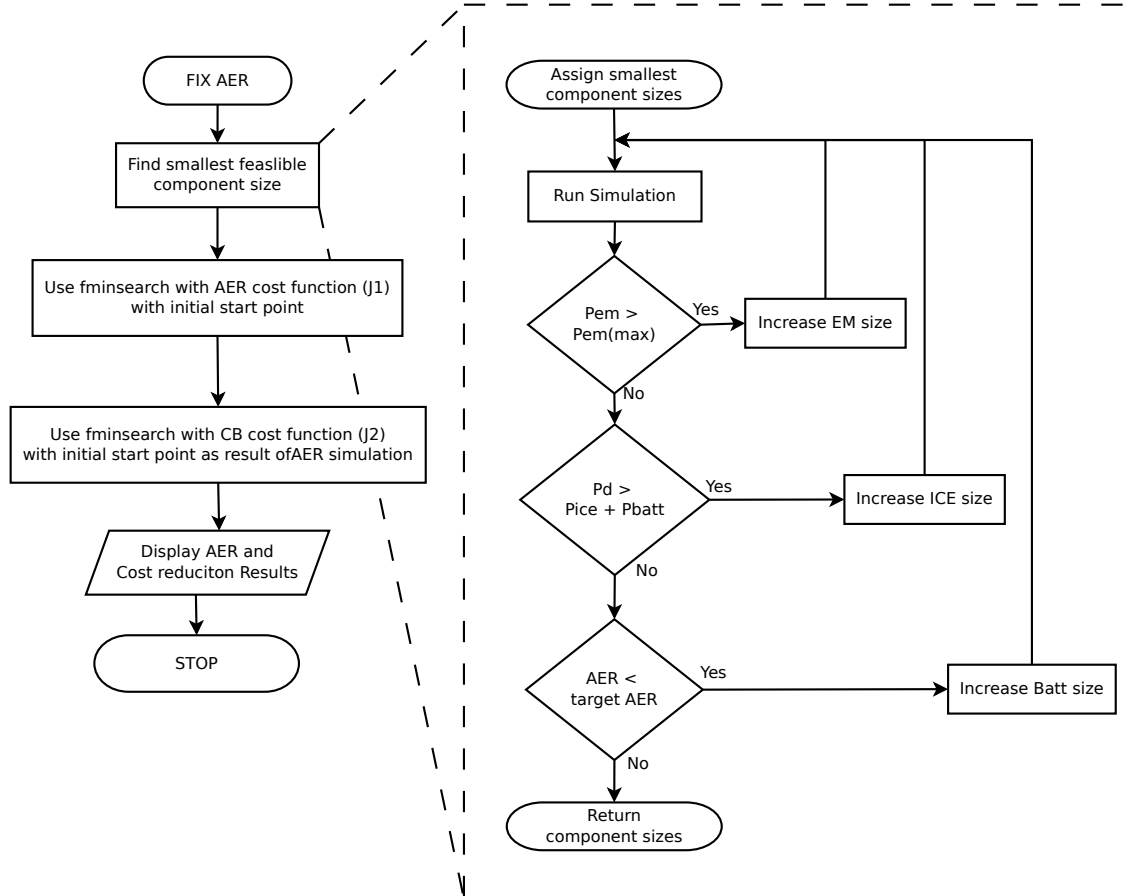 FIX AER
Find smallest feaslible
component size
Use fminsearch with AER cost function (J1)
with initial start point
Use fminsearch with CB cost function (J2)
with initial start point as result ofAER simulation
Display AER and
Cost reduciton Results
STOP
Assign smallest
component sizes
Run Simulation
Pem >
Pem(max)
Yes
Increase EM size
No
Pd >
Pice + Pbatt
Yes
Increase ICE size
No
AER <
target AER
Yes
Increase Batt size
No
Return
component sizes